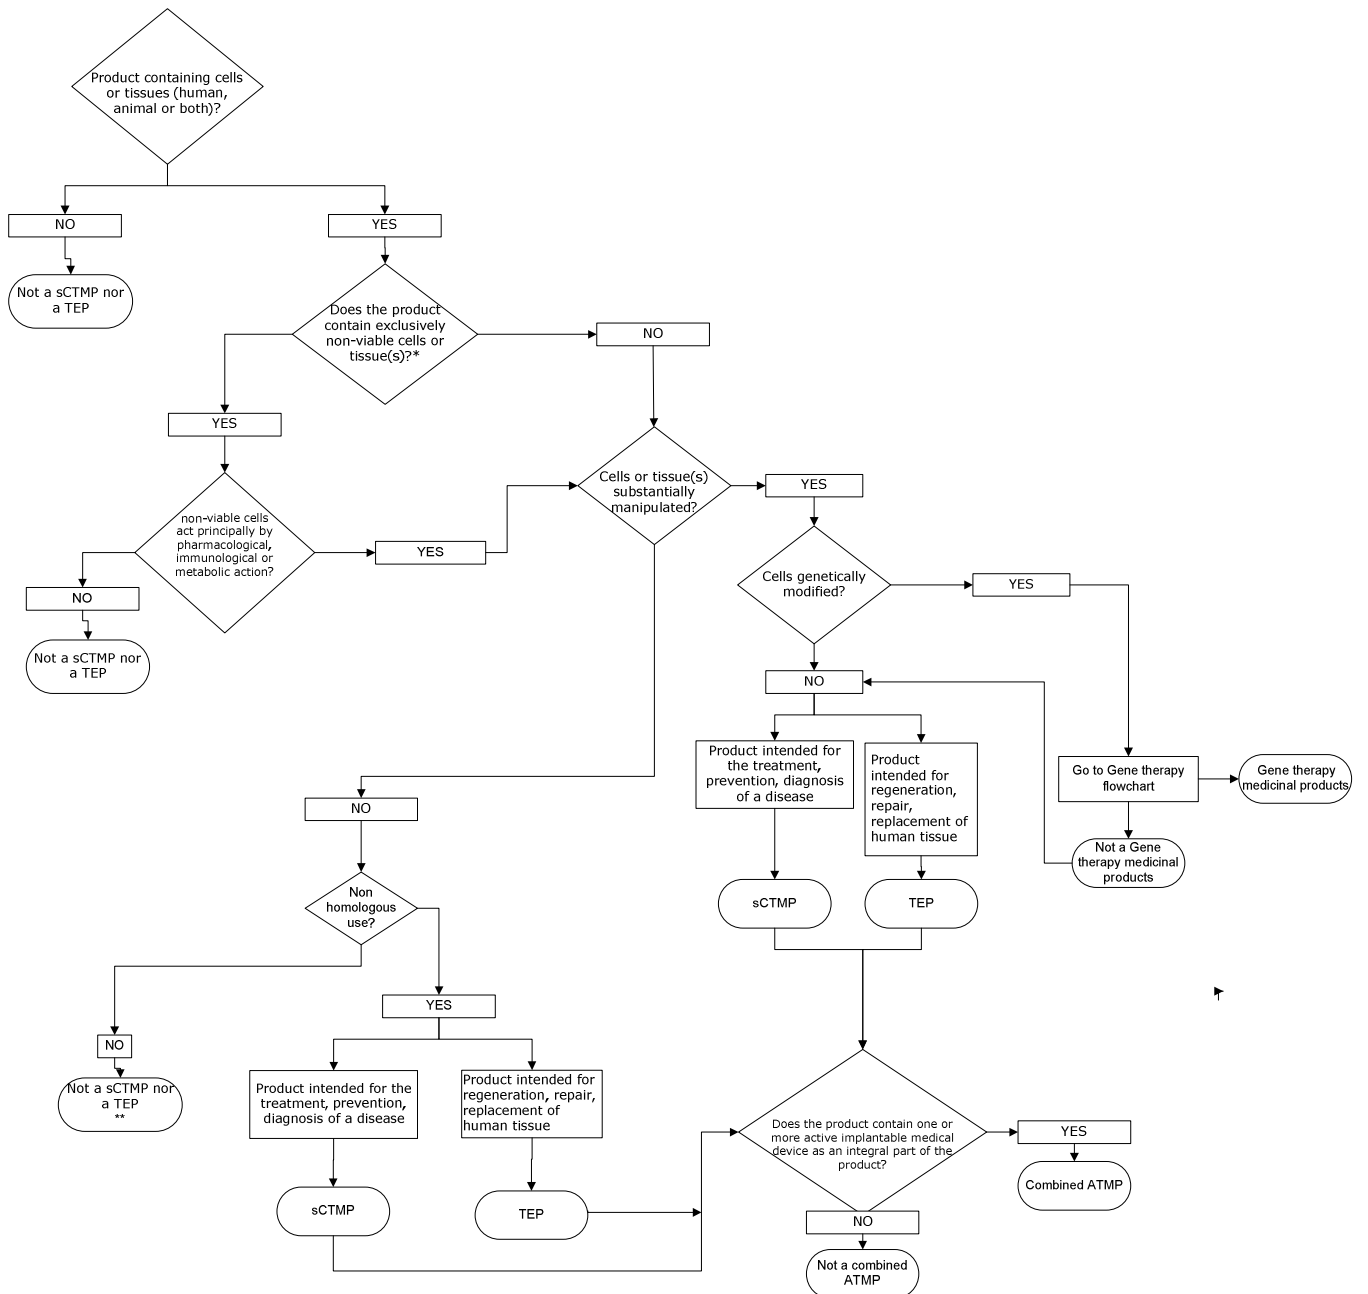 Product containing cells
or tissues (human,
animal or both)?
NO
YES
Not a sCTMP nor
a TEP
Does the product
contain exclusively
non-viable cells or
tissue(s)?*
NO
YES
Cells or tissue(s)
substantially
manipulated?
YES
non-viable cells
act principally by
pharmacological,
immunological or
metabolic action?
YES
NO
Not a sCTMP nor
a TEP
Cells genetically
modified?
YES
NO
Product intended for
the treatment,
prevention, diagnosis
of a disease
Product
intended for
regeneration,
repair,
replacement of
human tissue
Go to Gene therapy
flowchart
Gene therapy
medicinal products
Not a Gene
therapy medicinal
products
sCTMP
TEP
NO
Non
homologous
use?
YES
NO
Not a sCTMP nor
a TEP
**
Product intended for the
treatment, prevention,
diagnosis of a disease
Product intended for
regeneration, repair,
replacement of
human tissue
sCTMP
TEP
Does the product contain one or
more active implantable medical
device as an integral part of the
product?
YES
Combined ATMP
NO
Not a combined
ATMP